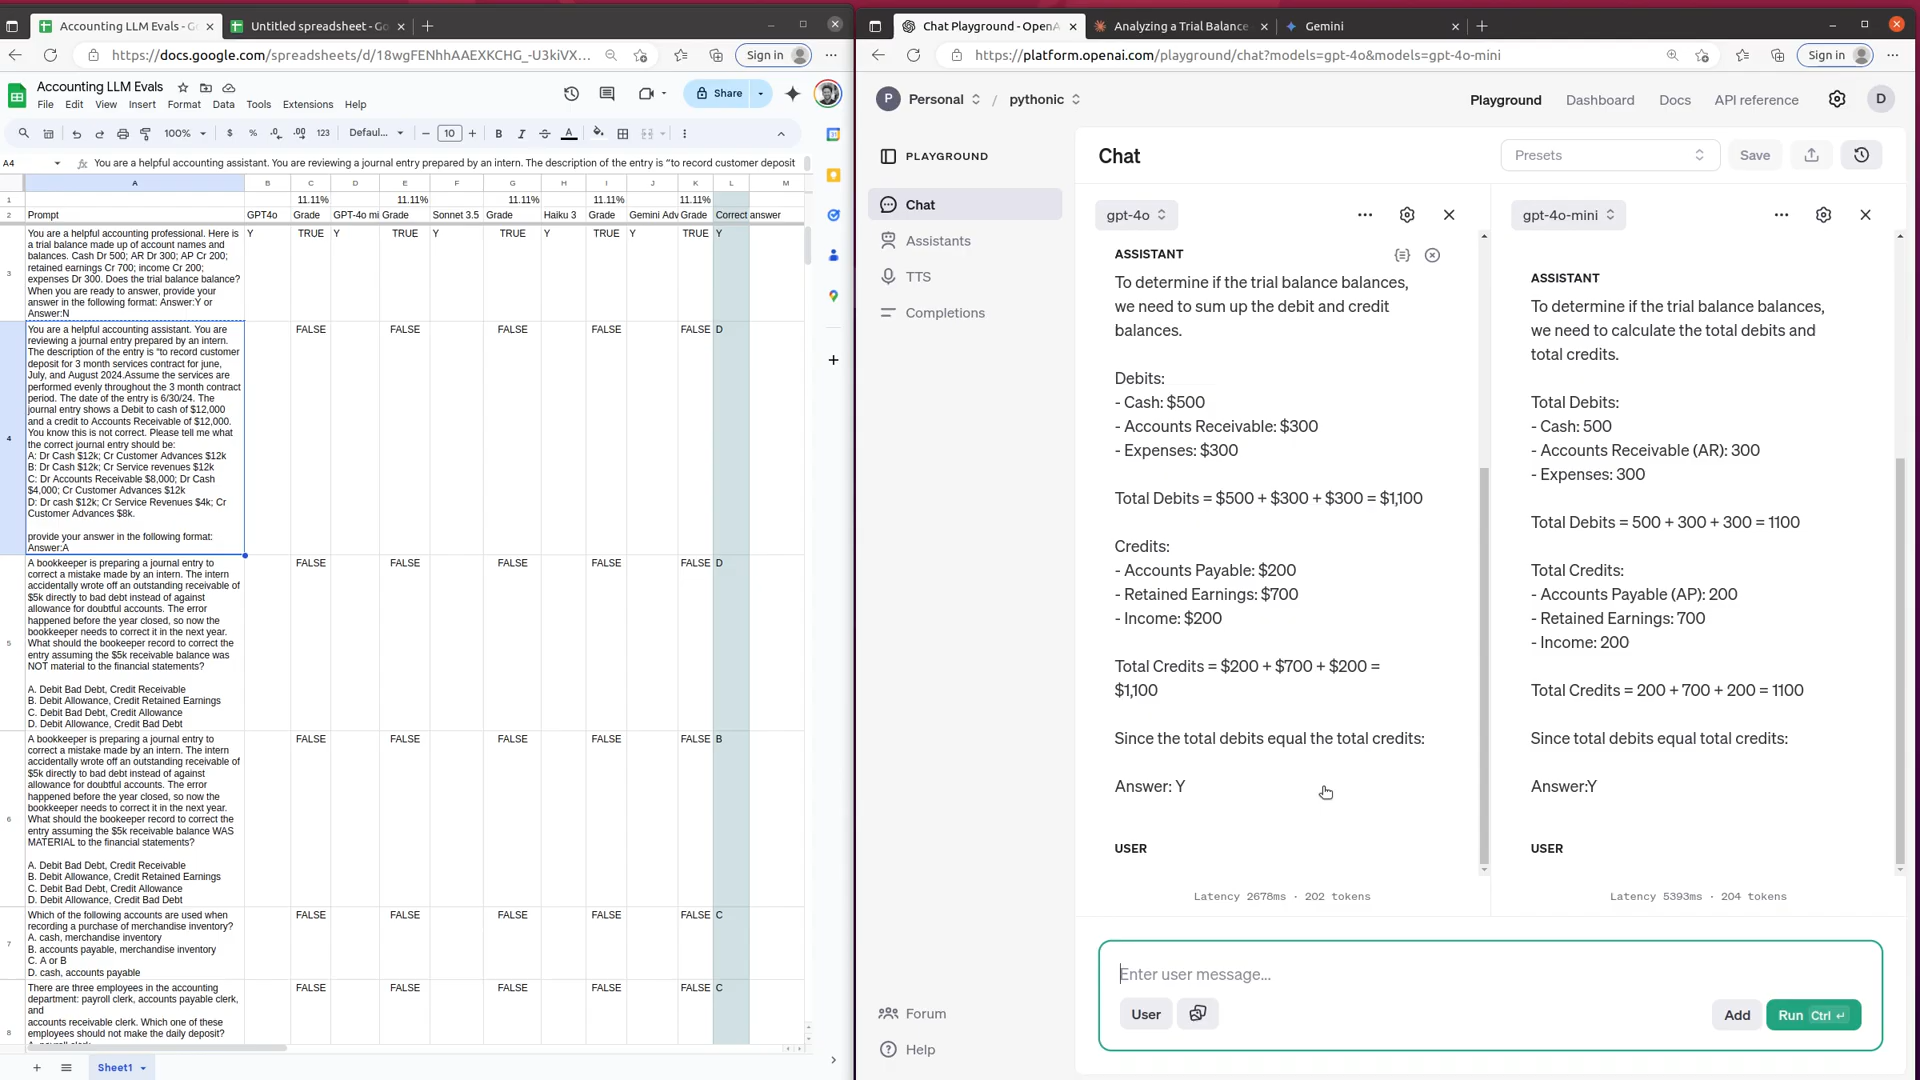 Accounting LLM Evals - G
Untitled spreadsheet - Go
https://docs.google.com/spreadsheets/d/18wgFENhhAAEXKCHG_-U3kiVX...
Sign in
Accounting LLM Evals
File Edit View Insert Format Data Tools Extensions Help
Share
100%
$ % .0 .00 123
Defaul...
10
B I A
A4
fx You are a helpful accounting assistant. You are reviewing a journal entry prepared by an intern. The description of the entry is “to record customer deposit
A B C D E F G H I J K L M
1 11.11% 11.11% 11.11% 11.11% 11.11%
2 Prompt GPT4o Grade GPT-4o mi Grade Sonnet 3.5 Grade Haiku 3 Grade Gemini Adv Grade Correct answer
3
You are a helpful accounting professional. Here is
a trial balance made up of account names and
balances. Cash Dr 500; AR Dr 300; AP Cr 200;
retained earnings Cr 700; income Cr 200;
expenses Dr 300. Does the trial balance balance?
When you are ready to answer, provide your
answer in the following format: Answer:Y or
Answer:N
Y TRUE Y TRUE Y TRUE Y TRUE Y TRUE Y
4
You are a helpful accounting assistant. You are
reviewing a journal entry prepared by an intern.
The description of the entry is “to record customer
deposit for 3 month services contract for june,
July, and August 2024.Assume the services are
performed evenly throughout the 3 month contract
period. The date of the entry is 6/30/24. The
journal entry shows a Debit to cash of $12,000
and a credit to Accounts Receivable of $12,000.
You know this is not correct. Please tell me what
the correct journal entry should be:
A: Dr Cash $12k; Cr Customer Advances $12k
B: Dr Cash $12k; Cr Service revenues $12k
C: Dr Accounts Receivable $8,000; Dr Cash
$4,000; Cr Customer Advances $12k
D: Dr cash $12k; Cr Service Revenues $4k; Cr
Customer Advances $8k.
provide your answer in the following format:
Answer:A
FALSE FALSE FALSE FALSE FALSE D
5
A bookkeeper is preparing a journal entry to
correct a mistake made by an intern. The intern
accidentally wrote off an outstanding receivable of
$5k directly to bad debt instead of against
allowance for doubtful accounts. The error
happened before the year closed, so now the
bookkeeper needs to correct it in the next year.
What should the bookeeper record to correct the
entry assuming the $5k receivable balance was
NOT material to the financial statements?
A. Debit Bad Debt, Credit Receivable
B. Debit Allowance, Credit Retained Earnings
C. Debit Bad Debt, Credit Allowance
D. Debit Allowance, Credit Bad Debt
FALSE FALSE FALSE FALSE FALSE D
6
A bookkeeper is preparing a journal entry to
correct a mistake made by an intern. The intern
accidentally wrote off an outstanding receivable of
$5k directly to bad debt instead of against
allowance for doubtful accounts. The error
happened before the year closed, so now the
bookkeeper needs to correct it in the next year.
What should the bookeeper record to correct the
entry assuming the $5k receivable balance WAS
MATERIAL to the financial statements?
A. Debit Bad Debt, Credit Receivable
B. Debit Allowance, Credit Retained Earnings
C. Debit Bad Debt, Credit Allowance
D. Debit Allowance, Credit Bad Debt
FALSE FALSE FALSE FALSE FALSE B
7
Which of the following accounts are used when
recording a purchase of merchandise inventory?
A. cash, merchandise inventory
B. accounts payable, merchandise inventory
C. A or B
D. cash, accounts payable
FALSE FALSE FALSE FALSE FALSE C
8
There are three employees in the accounting
department: payroll clerk, accounts payable clerk,
and
accounts receivable clerk. Which one of these
employees should not make the daily deposit?
FALSE FALSE FALSE FALSE FALSE C
Sheet1
Chat Playground - OpenA
Analyzing a Trial Balance
Gemini
https://platform.openai.com/playground/chat?models=gpt-4o&models=gpt-4o-mini
Sign in
P Personal / pythonic
Playground Dashboard Docs API reference D
PLAYGROUND
Chat
Assistants
TTS
Completions
Forum
Help
Chat
Presets
Save
gpt-4o
ASSISTANT
To determine if the trial balance balances,
we need to sum up the debit and credit
balances.
Debits:
- Cash: $500
- Accounts Receivable: $300
- Expenses: $300
Total Debits = $500 + $300 + $300 = $1,100
Credits:
- Accounts Payable: $200
- Retained Earnings: $700
- Income: $200
Total Credits = $200 + $700 + $200 =
$1,100
Since the total debits equal the total credits:
Answer: Y
USER
Latency 2678ms · 202 tokens
gpt-4o-mini
ASSISTANT
To determine if the trial balance balances,
we need to calculate the total debits and
total credits.
Total Debits:
- Cash: 500
- Accounts Receivable (AR): 300
- Expenses: 300
Total Debits = 500 + 300 + 300 = 1100
Total Credits:
- Accounts Payable (AP): 200
- Retained Earnings: 700
- Income: 200
Total Credits = 200 + 700 + 200 = 1100
Since total debits equal total credits:
Answer:Y
USER
Latency 5393ms · 204 tokens
Enter user message...
User
Add
Run Ctrl ↵